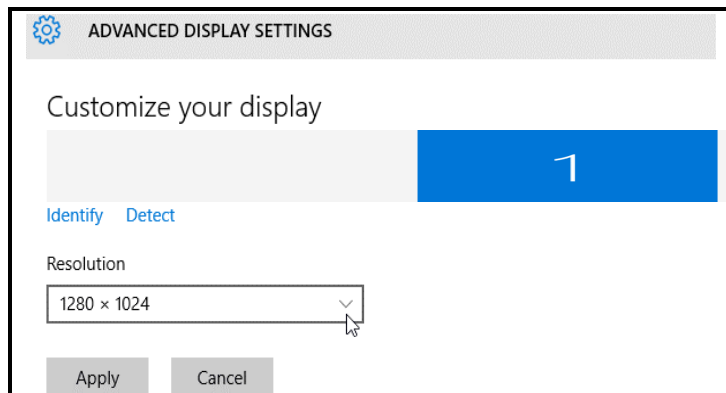 ADVANCED DISPLAY SETTINGS
Customize your display
1
Identify Detect
Resolution
1280 × 1024
Apply Cancel